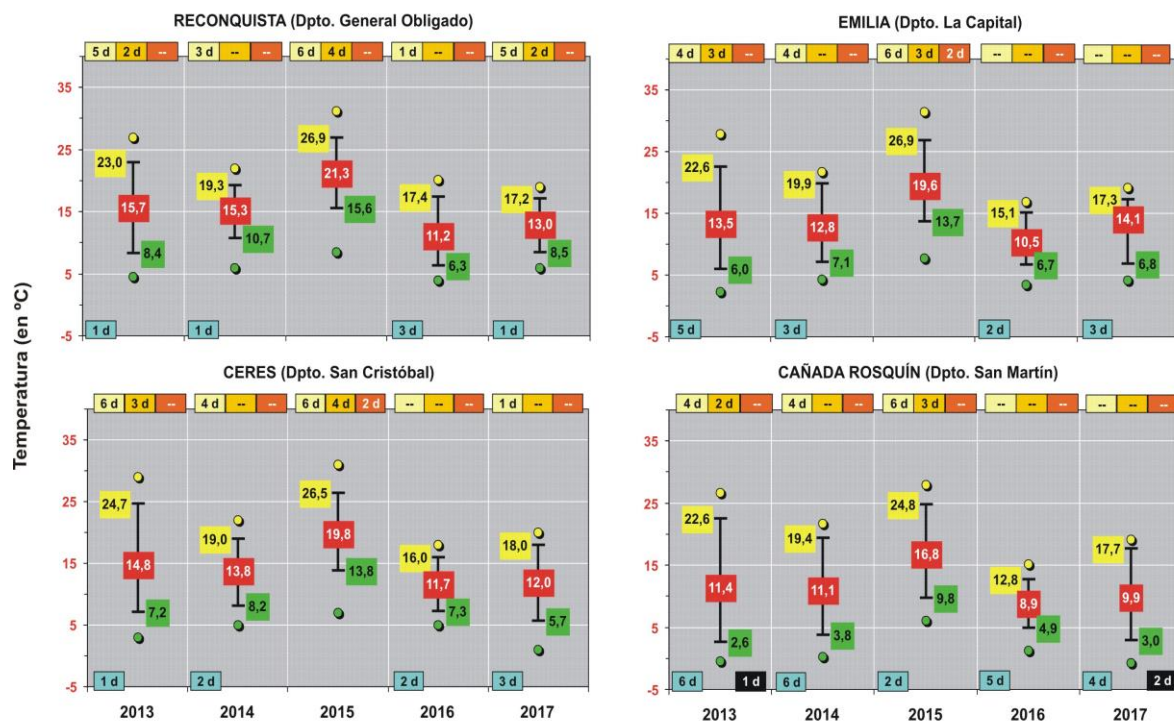 RECONQUISTA (Dpto. General Obligado)
5 d 2 d -- 3 d -- -- 6 d 4 d -- 1 d -- -- 5 d 2 d --
35
25
15
5
-5
23,0 15,7 8,4
19,3 15,3 10,7
26,9 21,3 15,6
17,4 11,2 6,3
17,2 13,0 8,5
1 d 1 d 3 d 1 d
EMILIA (Dpto. La Capital)
4 d 3 d -- 4 d -- -- 6 d 3 d 2 d -- -- -- -- -- --
35
25
15
5
-5
22,6 13,5 6,0
19,9 12,8 7,1
26,9 19,6 13,7
15,1 10,5 6,7
17,3 14,1 6,8
5 d 3 d 2 d 3 d
Temperatura (en ºC)
CERES (Dpto. San Cristóbal)
6 d 3 d -- 4 d -- -- 6 d 4 d 2 d -- -- -- 1 d -- --
35
25
15
5
-5
24,7 14,8 7,2
19,0 13,8 8,2
26,5 19,8 13,8
16,0 11,7 7,3
18,0 12,0 5,7
1 d 2 d 2 d 3 d
2013 2014 2015 2016 2017
CAÑADA ROSQUÍN (Dpto. San Martín)
4 d 2 d -- 4 d -- -- 6 d 3 d -- -- -- -- -- -- --
35
25
15
5
-5
22,6 11,4 2,6
19,4 11,1 3,8
24,8 16,8 9,8
12,8 8,9 4,9
17,7 9,9 3,0
6 d 1 d 6 d 2 d 5 d 4 d 2 d
2013 2014 2015 2016 2017